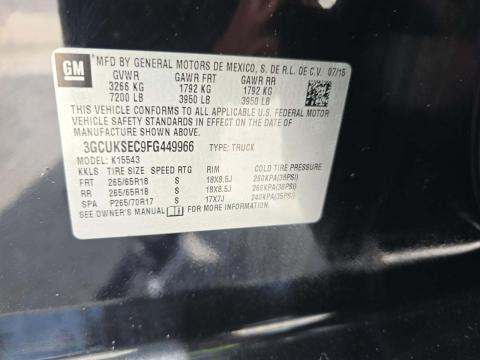 GM
MFD BY GENERAL MOTORS DE MEXICO, S. DE R.L. DE C.V. 07/15
GVWR GAWR FRT GAWR RR
3266 KG 1792 KG 1792 KG
7200 LB 3950 LB 3950 LB
THIS VEHICLE CONFORMS TO ALL APPLICABLE U.S. FEDERAL MOTOR
VEHICLE SAFETY STANDARDS IN EFFECT ON THE DATE OF
MANUFACTURE SHOWN ABOVE.
3GCUKSEC9FG449966 TYPE: TRUCK
MODEL: K15543
KKLS TIRE SIZE SPEED RTG RIM COLD TIRE PRESSURE
FRT 265/65R18 S 18X8.5J 260KPA(38PSI)
RR 265/65R18 S 18X8.5J 260KPA(38PSI)
SPA P265/70R17 S 17X7J 240KPA(35PSI)
SEE OWNER'S MANUAL FOR ADDITIONAL INFORMATION.